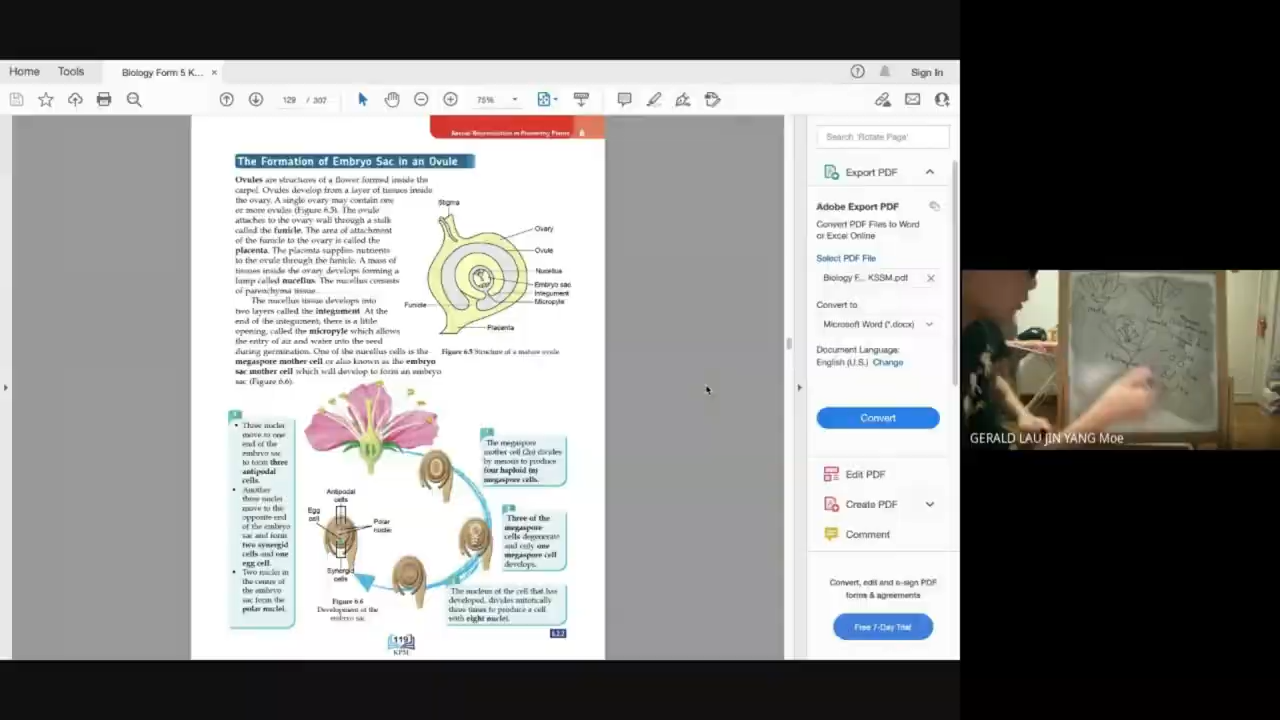 Home
Tools
Biology Form 5 K...
Sign In
129 / 307
75%
Sexual Reproduction in Flowering Plants 6
Search 'Rotate Page'
Export PDF
Adobe Export PDF
Convert PDF Files to Word
or Excel Online
Select PDF File
Biology F... KSSM.pdf
Convert to
Microsoft Word (*.docx)
Document Language:
English (U.S.) Change
Convert
Edit PDF
Create PDF
Comment
Convert, edit and e-sign PDF
forms & agreements
Free 7-Day Trial
The Formation of Embryo Sac in an Ovule
Ovules are structures of a flower formed inside the
carpel. Ovules develop from a layer of tissues inside
the ovary. A single ovary may contain one
or more ovules (Figure 6.5). The ovule
attaches to the ovary wall through a stalk
called the funicle. The area of attachment
of the funicle to the ovary is called the
placenta. The placenta supplies nutrients
to the ovule through the funicle. A mass of
tissues inside the ovary develops forming a
lump called nucellus. The nucellus consists
of parenchyma tissue.
The nucellus tissue develops into
two layers called the integument. At the
end of the integument, there is a little
opening, called the micropyle which allows
the entry of air and water into the seed
during germination. One of the nucellus cells is the
megaspore mother cell or also known as the embryo
sac mother cell which will develop to form an embryo
sac (Figure 6.6).
Stigma
Ovary
Ovule
Nucellus
Embryo sac
Integument
Micropyle
Funicle
Placenta
Figure 6.5 Structure of a mature ovule
Three nuclei
move to one
end of the
embryo sac
to form three
antipodal
cells.
Another
three nuclei
move to the
opposite end
of the embryo
sac and form
two synergid
cells and one
egg cell.
Two nuclei in
the centre of
the embryo
sac form the
polar nuclei.
The megaspore
mother cell (2n) divides
by meiosis to produce
four haploid (n)
megaspore cells.
Three of the
megaspore
cells degenerate
and only one
megaspore cell
develops.
The nucleus of the cell that has
developed, divides mitotically
three times to produce a cell
with eight nuclei.
Antipodal
cells
Egg
cell
Polar
nuclei
Synergid
cells
Figure 6.6
Development of the
embryo sac
119
KPM
6.2.2
GERALD LAU JIN YANG Moe